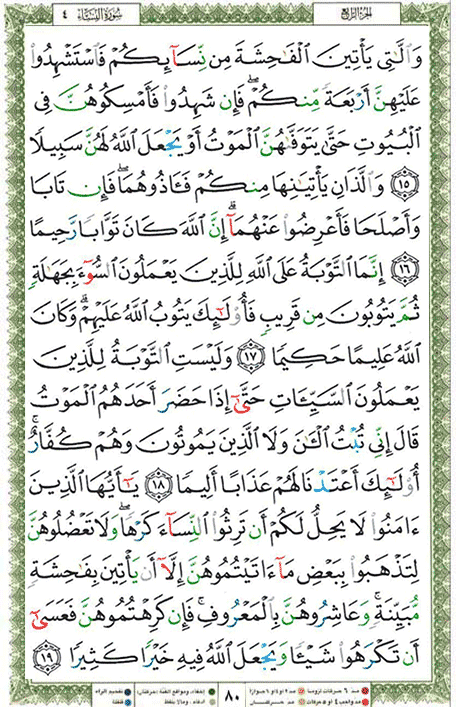 الجزء الرابع
سورة النساء ٤
وَٱلَّٰتِى يَأْتِينَ ٱلْفَٰحِشَةَ مِن نِّسَآئِكُمْ فَٱسْتَشْهِدُوا۟
عَلَيْهِنَّ أَرْبَعَةً مِّنكُمْ ۖ فَإِن شَهِدُوا۟ فَأَمْسِكُوهُنَّ فِى
ٱلْبُيُوتِ حَتَّىٰ يَتَوَفَّىٰهُنَّ ٱلْمَوْتُ أَوْ يَجْعَلَ ٱللَّهُ لَهُنَّ سَبِيلًا
١٥ وَٱلَّذَانِ يَأْتِيَٰنِهَا مِنكُمْ فَـَٔاذُوهُمَا ۖ فَإِن تَابَا
وَأَصْلَحَا فَأَعْرِضُوا۟ عَنْهُمَآ ۗ إِنَّ ٱللَّهَ كَانَ تَوَّابًا رَّحِيمًا
١٦ إِنَّمَا ٱلتَّوْبَةُ عَلَى ٱللَّهِ لِلَّذِينَ يَعْمَلُونَ ٱلسُّوٓءَ بِجَهَٰلَةٍ
ثُمَّ يَتُوبُونَ مِن قَرِيبٍ فَأُو۟لَٰٓئِكَ يَتُوبُ ٱللَّهُ عَلَيْهِمْ ۗ وَكَانَ
ٱللَّهُ عَلِيمًا حَكِيمًا ١٧ وَلَيْسَتِ ٱلتَّوْبَةُ لِلَّذِينَ
يَعْمَلُونَ ٱلسَّيِّـَٔاتِ حَتَّىٰٓ إِذَا حَضَرَ أَحَدَهُمُ ٱلْمَوْتُ
قَالَ إِنِّى تُبْتُ ٱلْـَٰٔنَ وَلَا ٱلَّذِينَ يَمُوتُونَ وَهُمْ كُفَّارٌ ۚ
أُو۟لَٰٓئِكَ أَعْتَدْنَا لَهُمْ عَذَابًا أَلِيمًا ١٨ يَٰٓأَيُّهَا ٱلَّذِينَ
ءَامَنُوا۟ لَا يَحِلُّ لَكُمْ أَن تَرِثُوا۟ ٱلنِّسَآءَ كَرْهًا ۖ وَلَا تَعْضُلُوهُنَّ
لِتَذْهَبُوا۟ بِبَعْضِ مَآ ءَاتَيْتُمُوهُنَّ إِلَّآ أَن يَأْتِينَ بِفَٰحِشَةٍ
مُّبَيِّنَةٍ ۚ وَعَاشِرُوهُنَّ بِٱلْمَعْرُوفِ ۚ فَإِن كَرِهْتُمُوهُنَّ فَعَسَىٰٓ
أَن تَكْرَهُوا۟ شَيْـًٔا وَيَجْعَلَ ٱللَّهُ فِيهِ خَيْرًا كَثِيرًا ١٩
٨٠